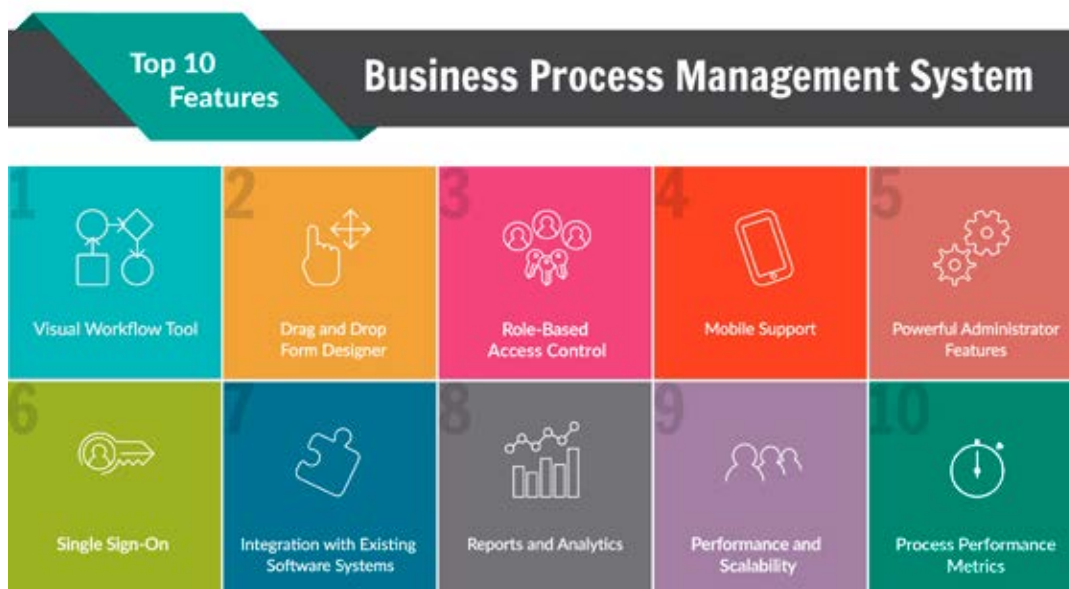 Top 10
Features
Business Process Management System
1
Visual Workflow Tool
2
Drag and Drop
Form Designer
3
Role-Based
Access Control
4
Mobile Support
5
Powerful Administrator
Features
6
Single Sign-On
7
Integration with Existing
Software Systems
8
Reports and Analytics
9
Performance and
Scalability
10
Process Performance
Metrics